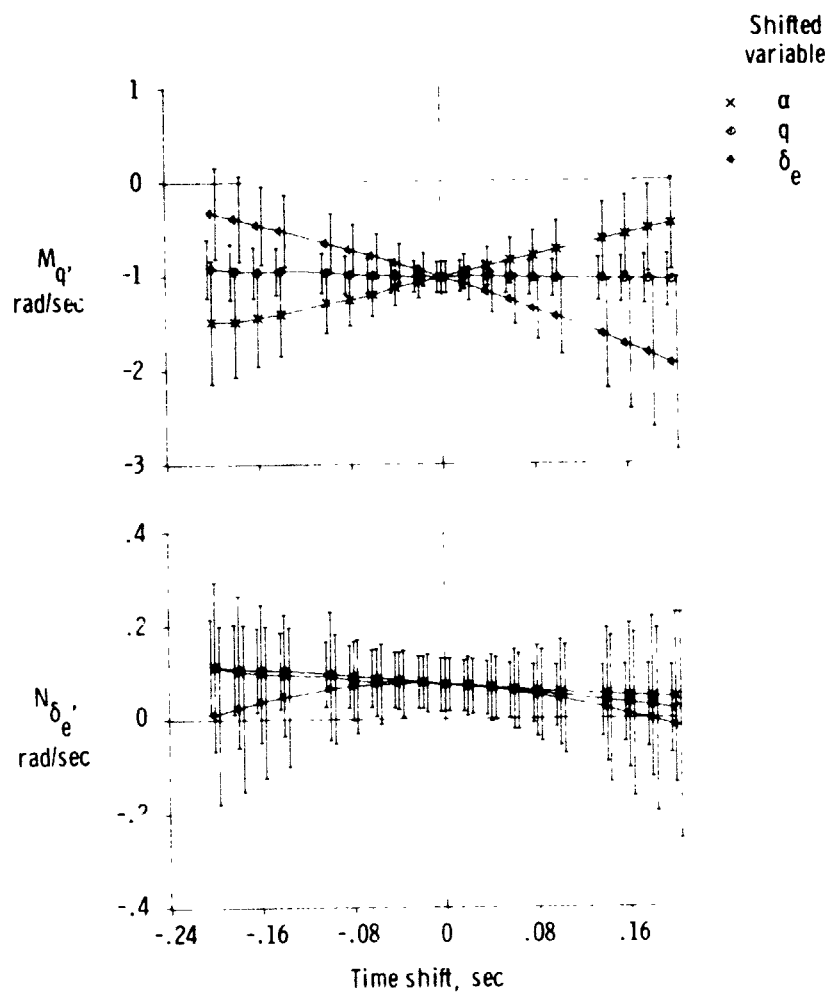 Shifted
variable
α
q
δe
1
0
-1
-2
-3
Mq,
rad/sec
.4
.2
0
-.2
-.4
Nδe,
rad/sec
-.24 -.16 -.08 0 .08 .16
Time shift, sec